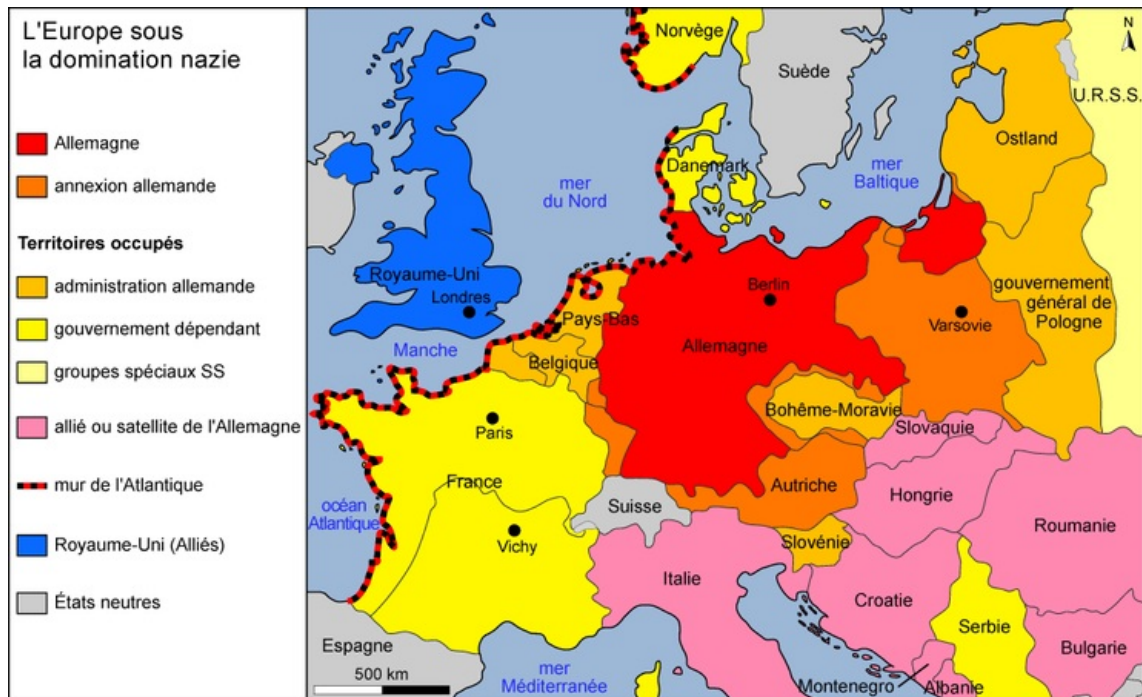 L'Europe sous
la domination nazie
Allemagne
annexion allemande
Territoires occupés
administration allemande
gouvernement dépendant
groupes spéciaux SS
allié ou satellite de l'Allemagne
mur de l'Atlantique
Royaume-Uni (Alliés)
États neutres
N
Norvège
Suède
U.R.S.S.
Ostland
Danemark
mer
Baltique
mer
du Nord
Royaume-Uni
Londres
Berlin
gouvernement
général de
Pologne
Varsovie
Pays-Bas
Allemagne
Manche
Belgique
Bohême-Moravie
Slovaquie
Paris
France
Autriche
Hongrie
Suisse
océan
Atlantique
Roumanie
Vichy
Slovénie
Italie
Croatie
Serbie
Espagne
Bulgarie
500 km
mer
Méditerranée
Montenegro
Albanie